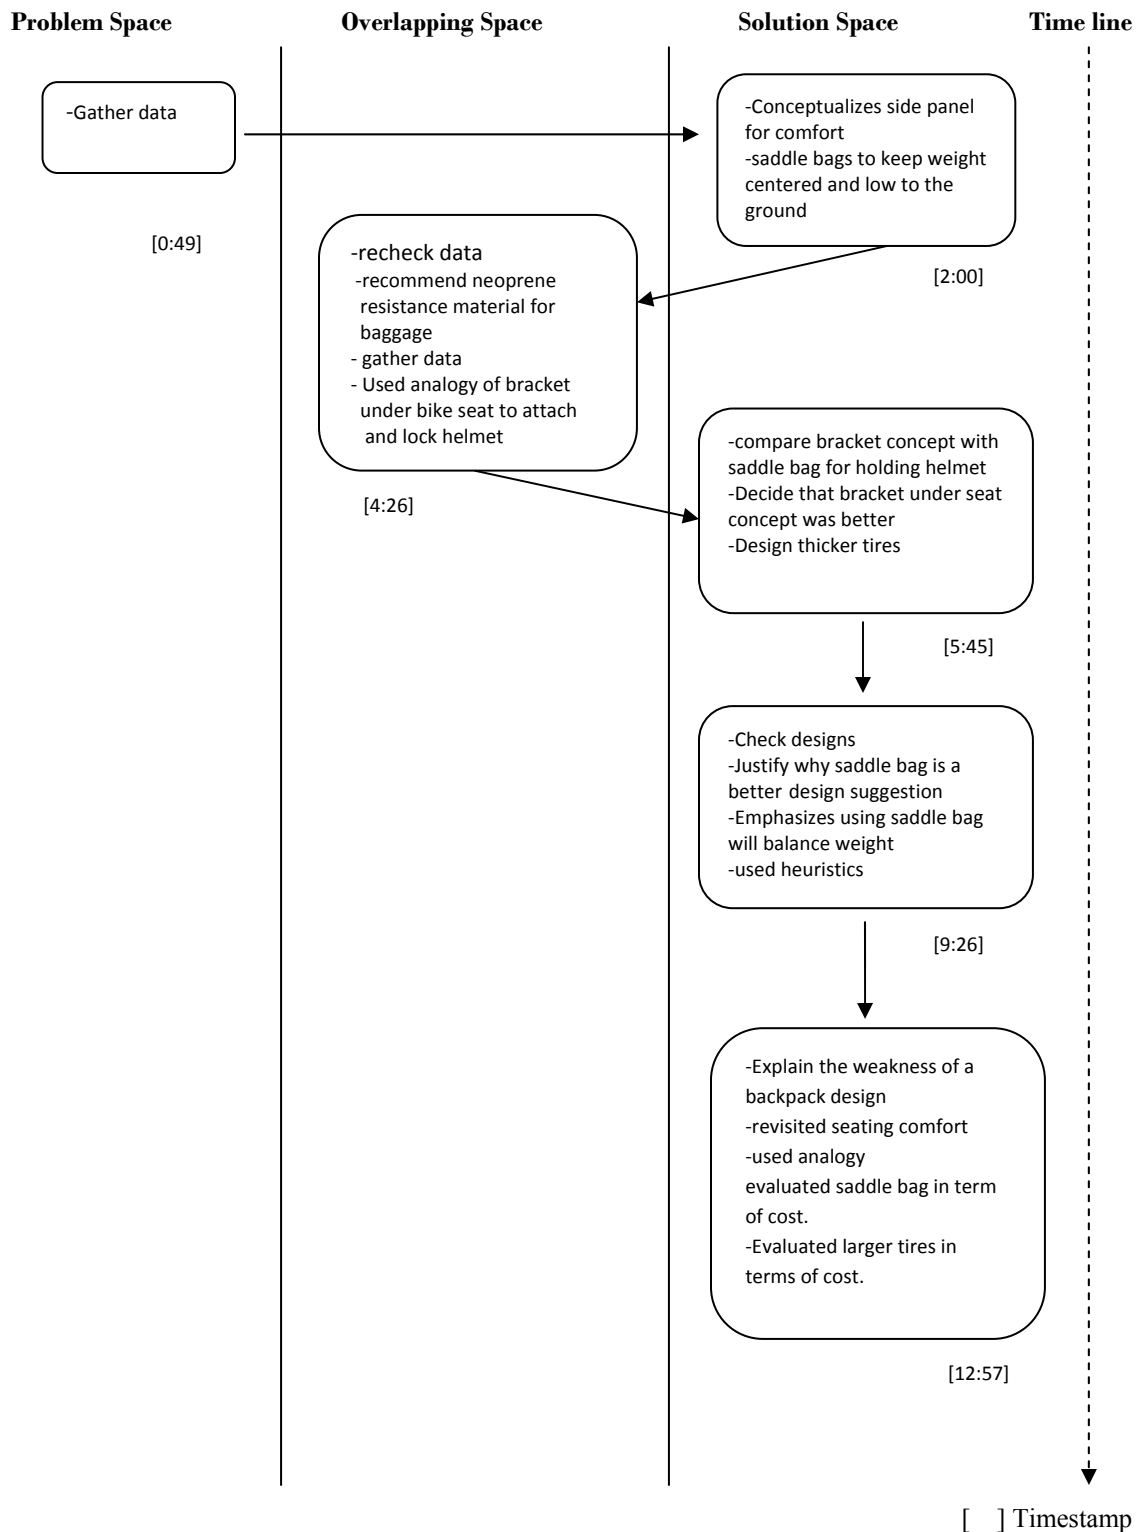 Problem Space
Overlapping Space
Solution Space
Time line
-Gather data
[0:49]
-Conceptualizes side panel
for comfort
-saddle bags to keep weight
centered and low to the
ground
[2:00]
-recheck data
-recommend neoprene
resistance material for
baggage
- gather data
- Used analogy of bracket
under bike seat to attach
and lock helmet
[4:26]
-compare bracket concept with
saddle bag for holding helmet
-Decide that bracket under seat
concept was better
-Design thicker tires
[5:45]
-Check designs
-Justify why saddle bag is a
better design suggestion
-Emphasizes using saddle bag
will balance weight
-used heuristics
[9:26]
-Explain the weakness of a
backpack design
-revisited seating comfort
-used analogy
evaluated saddle bag in term
of cost.
-Evaluated larger tires in
terms of cost.
[12:57]
[ ] Timestamp